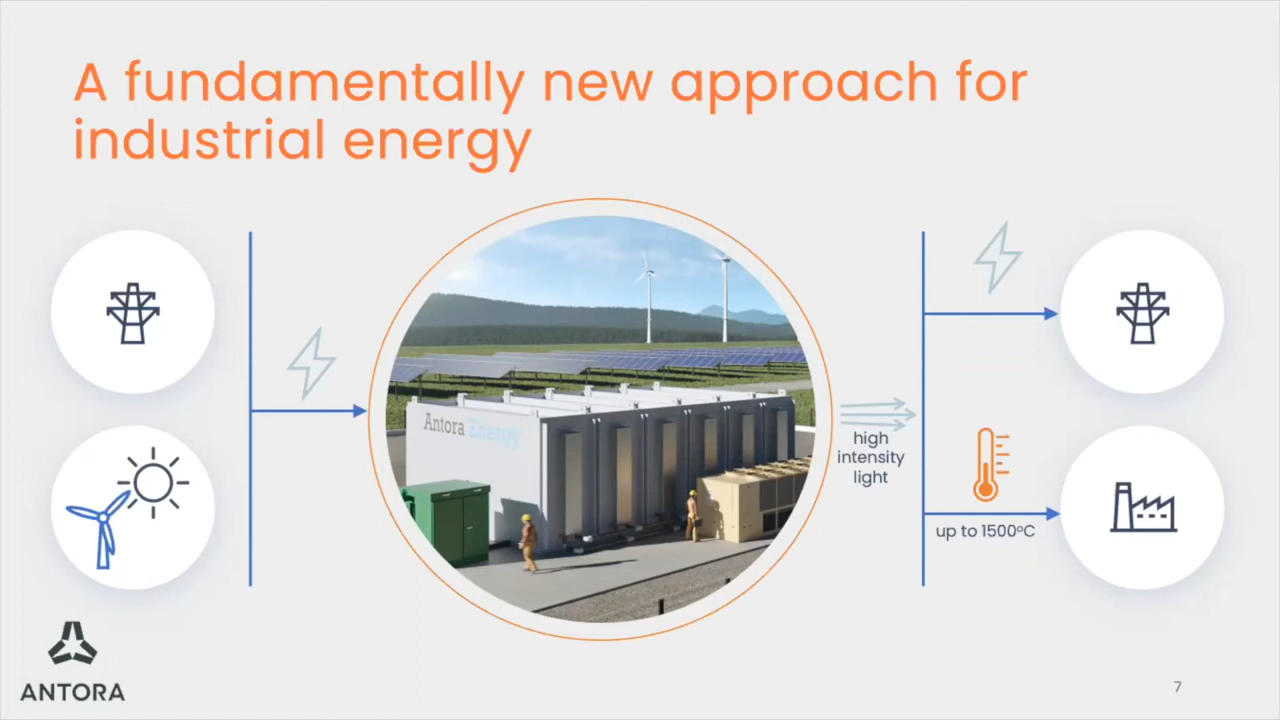 A fundamentally new approach for
industrial energy
Antora Energy
high
intensity
light
up to 1500ºC
ANTORA
7